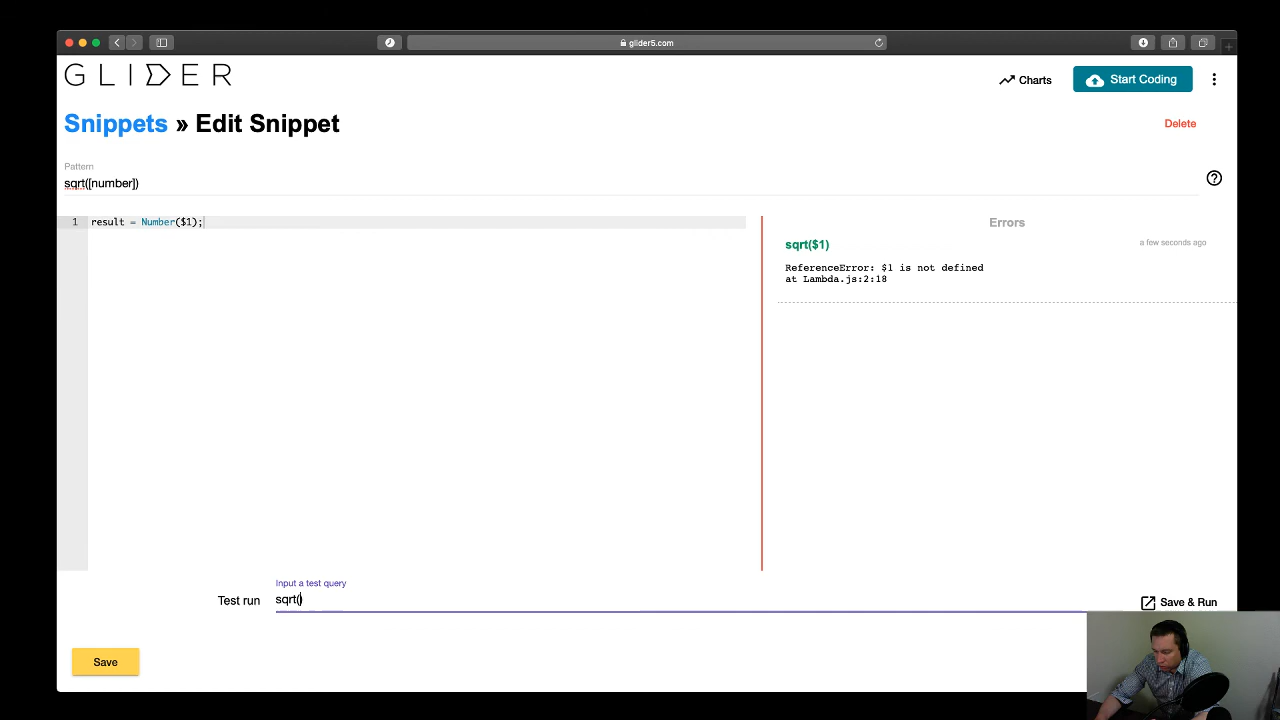 glider5.com
GLIDER
Charts
Start Coding
Snippets » Edit Snippet
Delete
Pattern
sqrt([number])
1 result = Number($1);
Errors
sqrt($1)
a few seconds ago
ReferenceError: $1 is not defined
at Lambda.js:2:18
Input a test query
Test run
sqrt(
Save & Run
Save